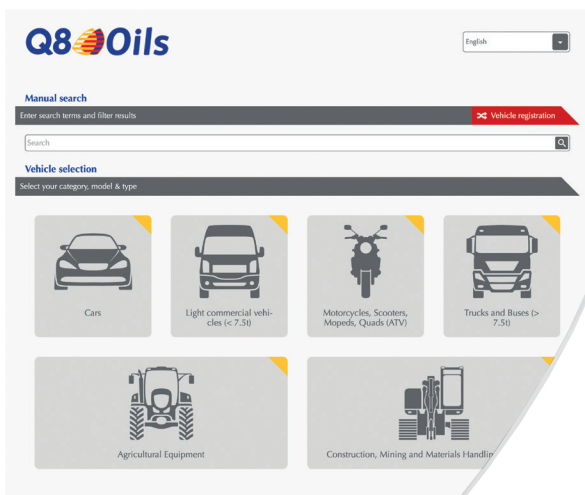 Q8 Oils
English
Manual search
Enter search terms and filter results
Vehicle registration
Search
Vehicle selection
Select your category, model & type
Cars
Light commercial vehi-
cles (< 7.5t)
Motorcycles, Scooters,
Mopeds, Quads (ATV)
Trucks and Buses (>
7.5t)
Agricultural Equipment
Construction, Mining and Materials